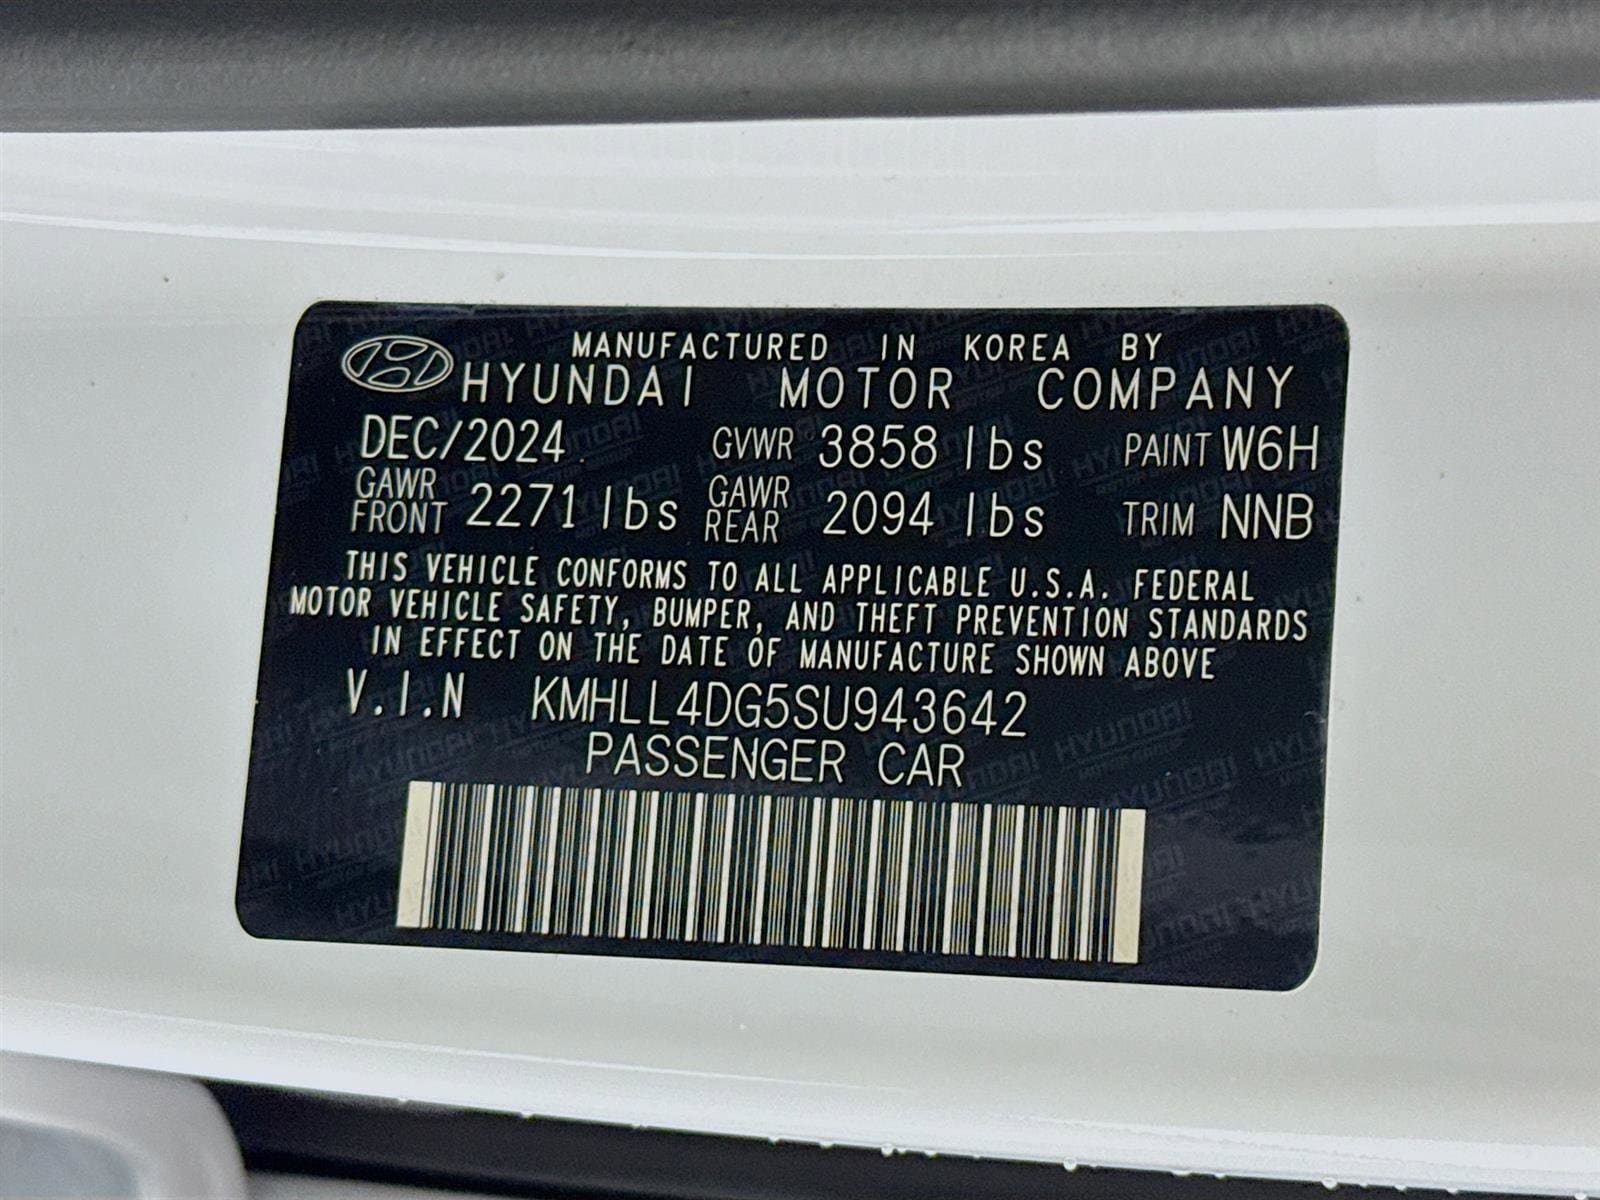 MANUFACTURED IN KOREA BY
HYUNDAI MOTOR COMPANY
DEC/2024 GVWR 3858 lbs PAINT W6H
GAWR FRONT 2271 lbs GAWR REAR 2094 lbs TRIM NNB
THIS VEHICLE CONFORMS TO ALL APPLICABLE U.S.A. FEDERAL
MOTOR VEHICLE SAFETY, BUMPER, AND THEFT PREVENTION STANDARDS
IN EFFECT ON THE DATE OF MANUFACTURE SHOWN ABOVE
V.I.N KMHLL4DG5SU943642
PASSENGER CAR